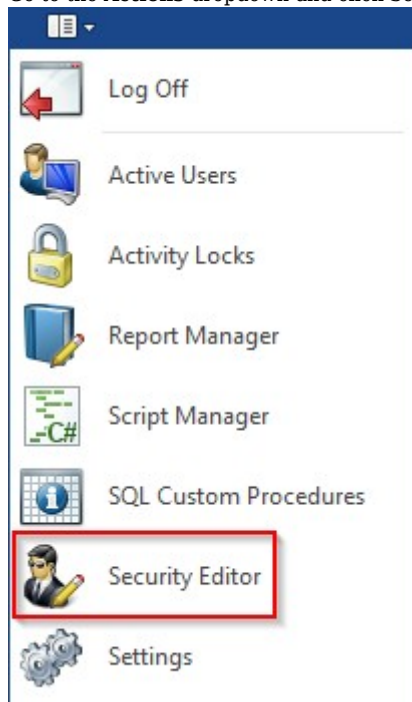 Log Off
Active Users
Activity Locks
Report Manager
Script Manager
C#
SQL Custom Procedures
Security Editor
Settings